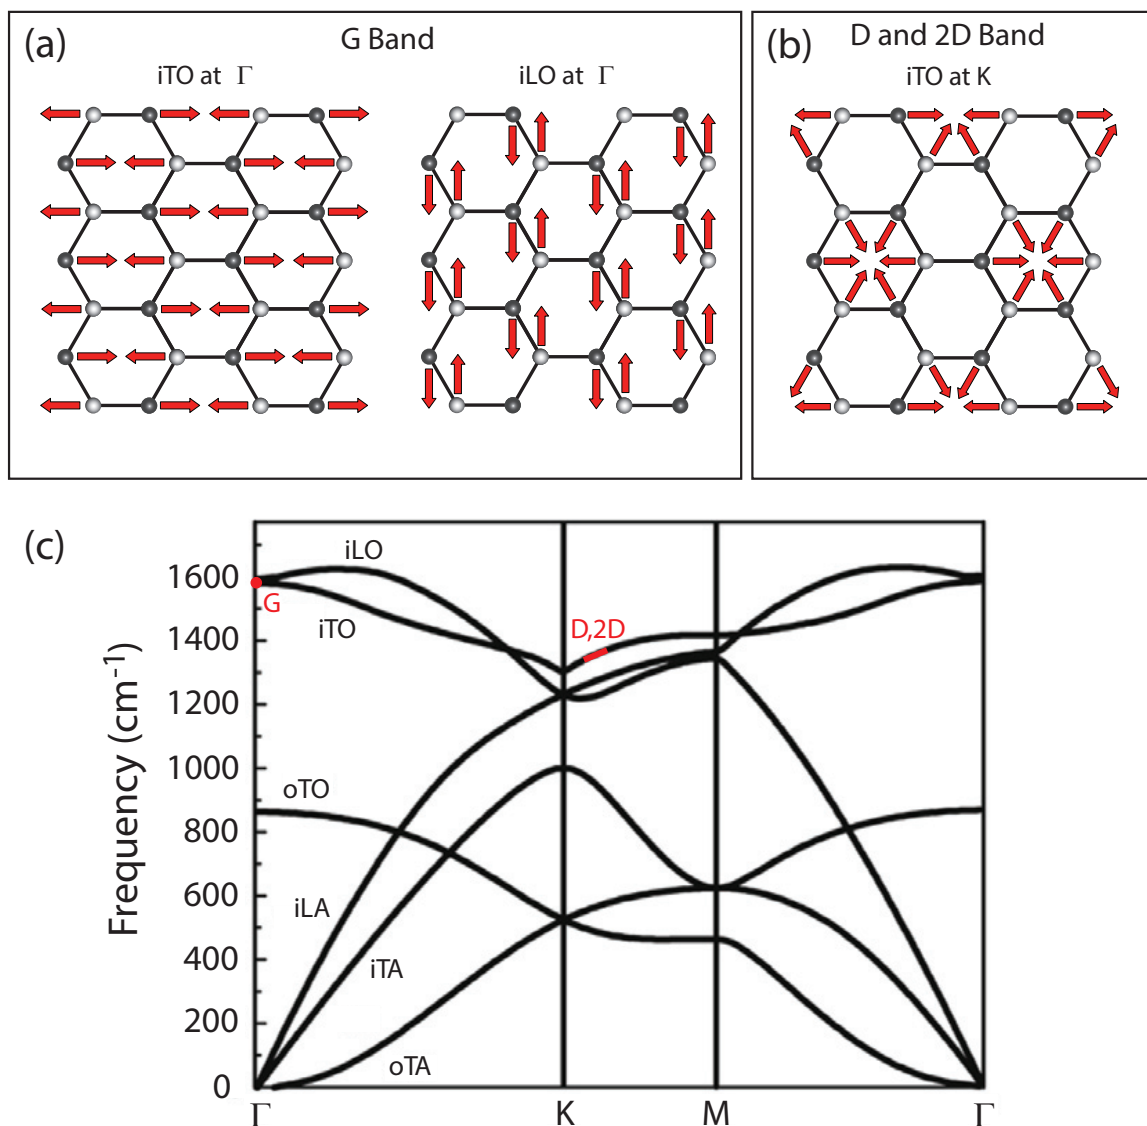 (a)
G Band
iTO at Γ
iLO at Γ
(b)
D and 2D Band
iTO at K
(c)
Frequency (cm⁻¹)
1600
1400
1200
1000
800
600
400
200
0
iLO
G
iTO
D,2D
oTO
iLA
iTA
oTA
Γ
K
M
Γ